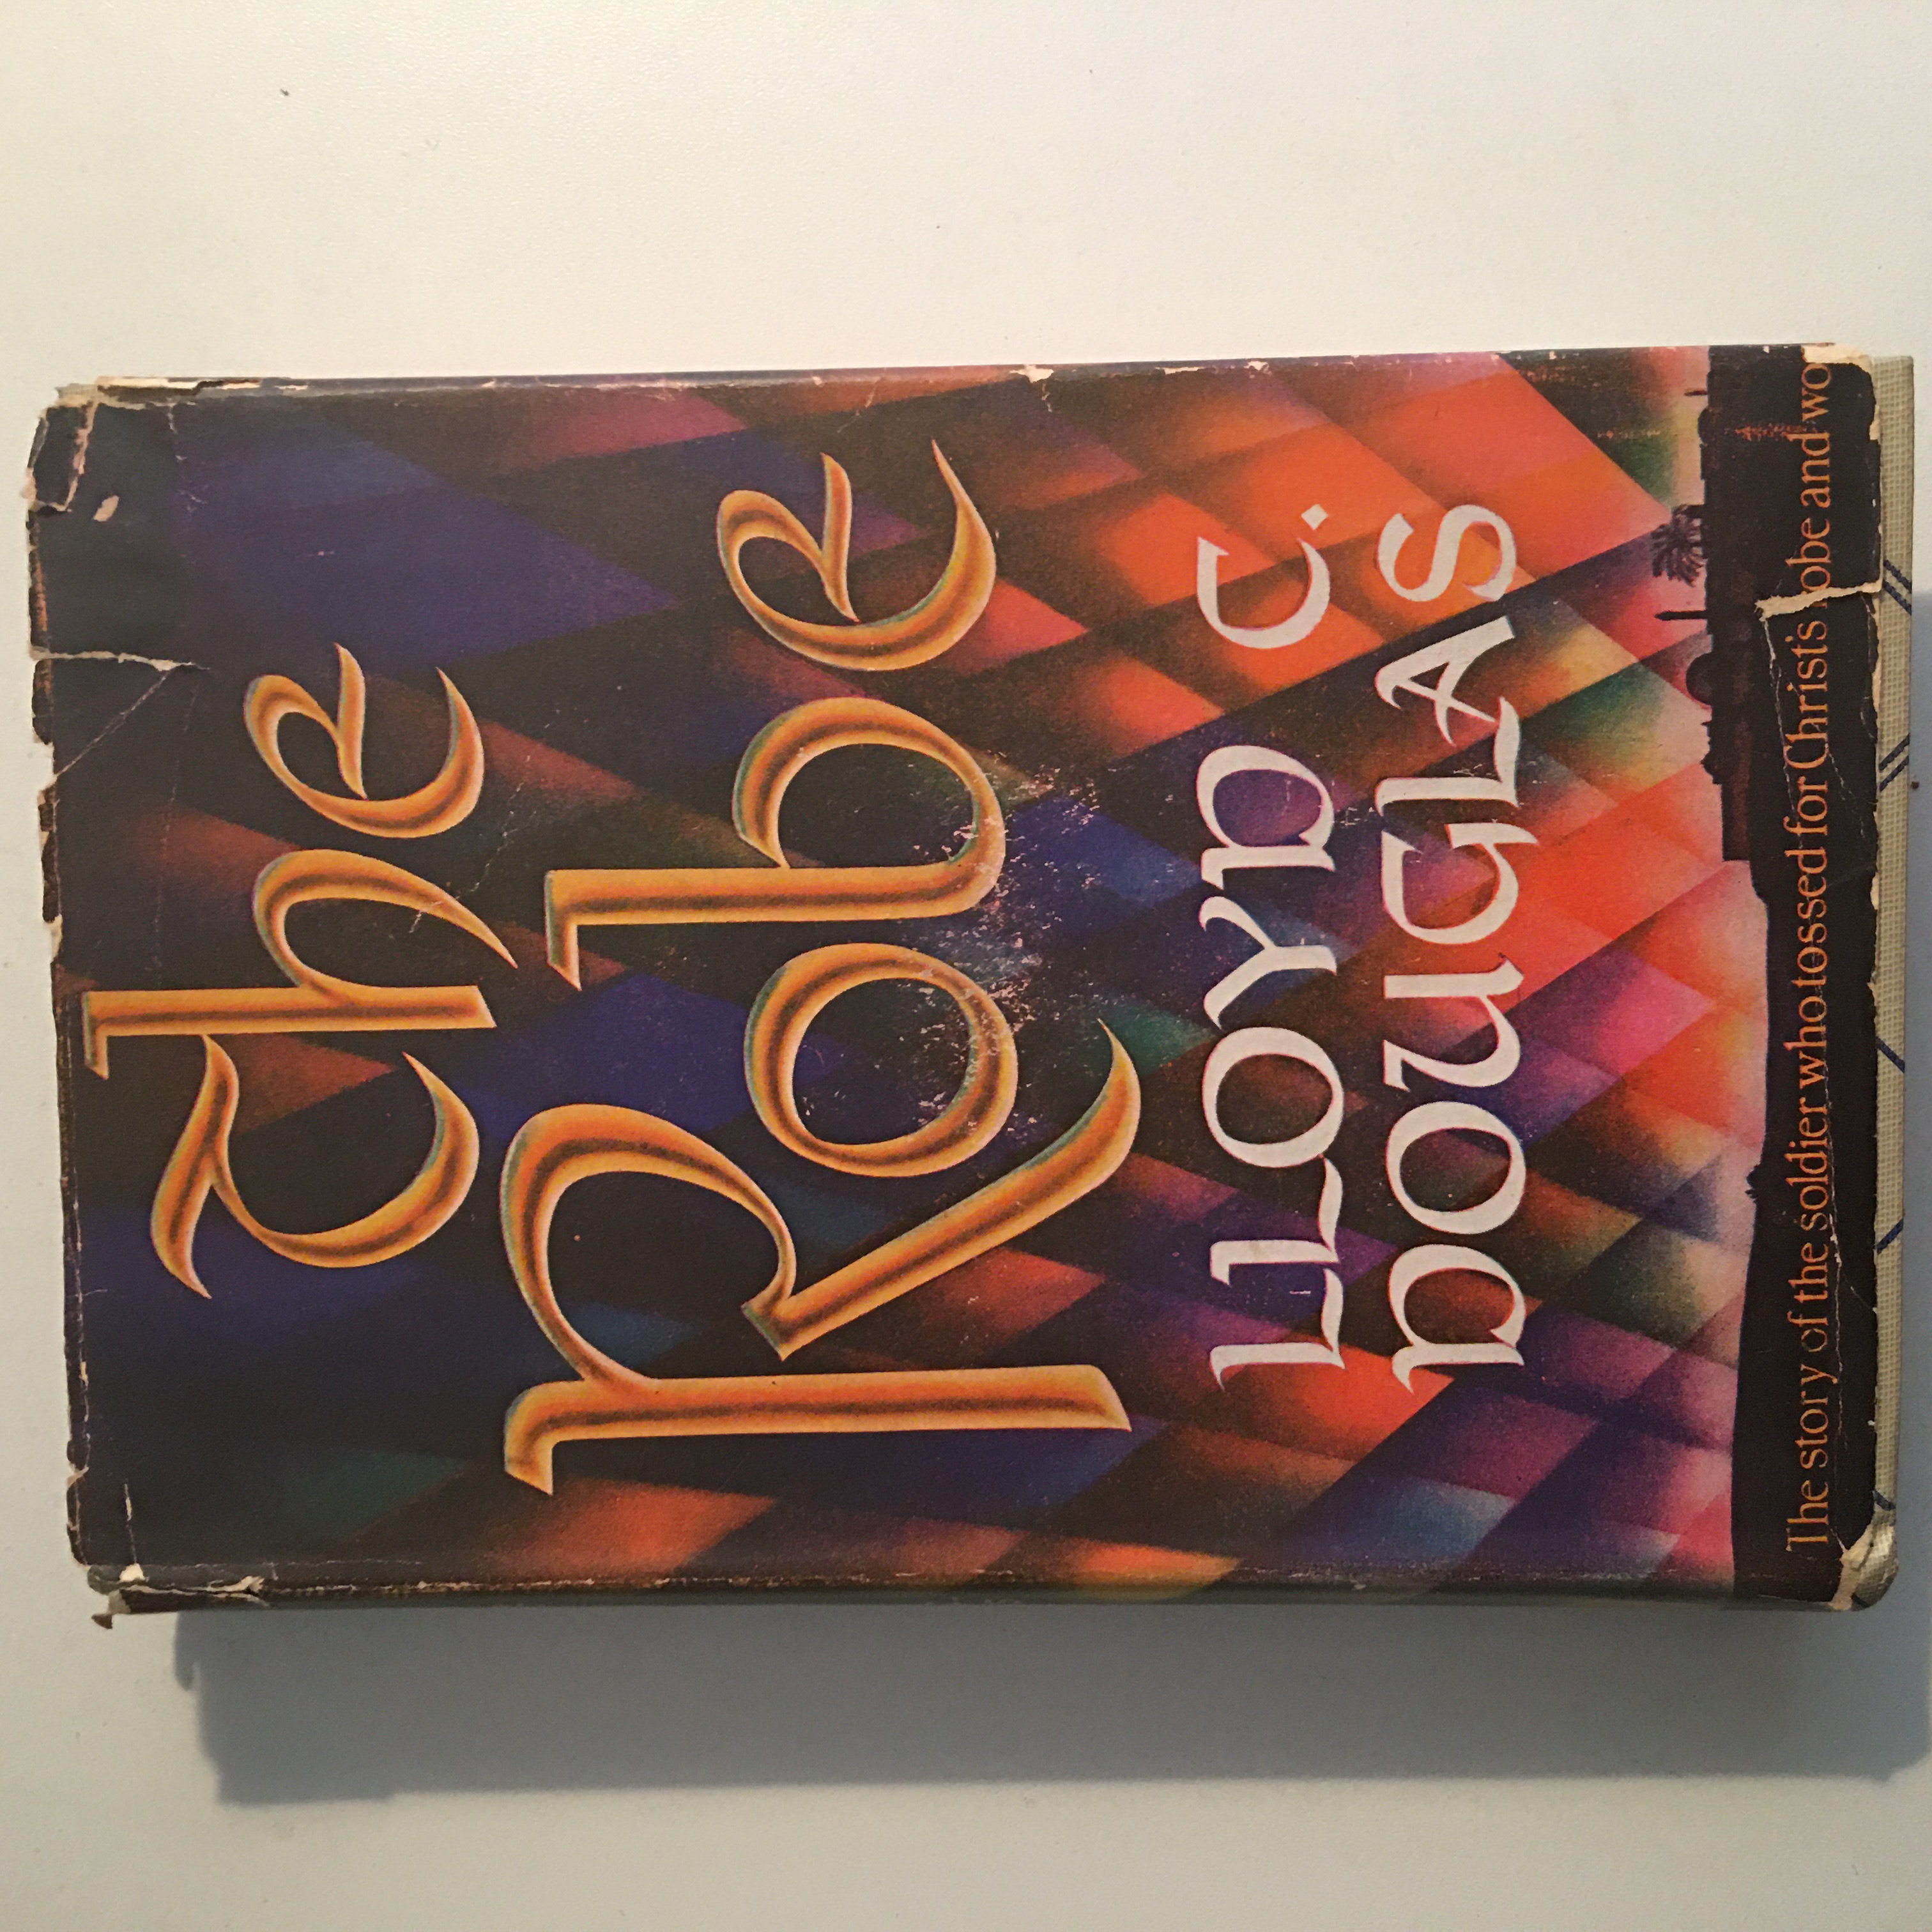 The
Robe
LLOYD C.
DOUGLAS
The story of the soldier who tossed for Christ's Robe and wo